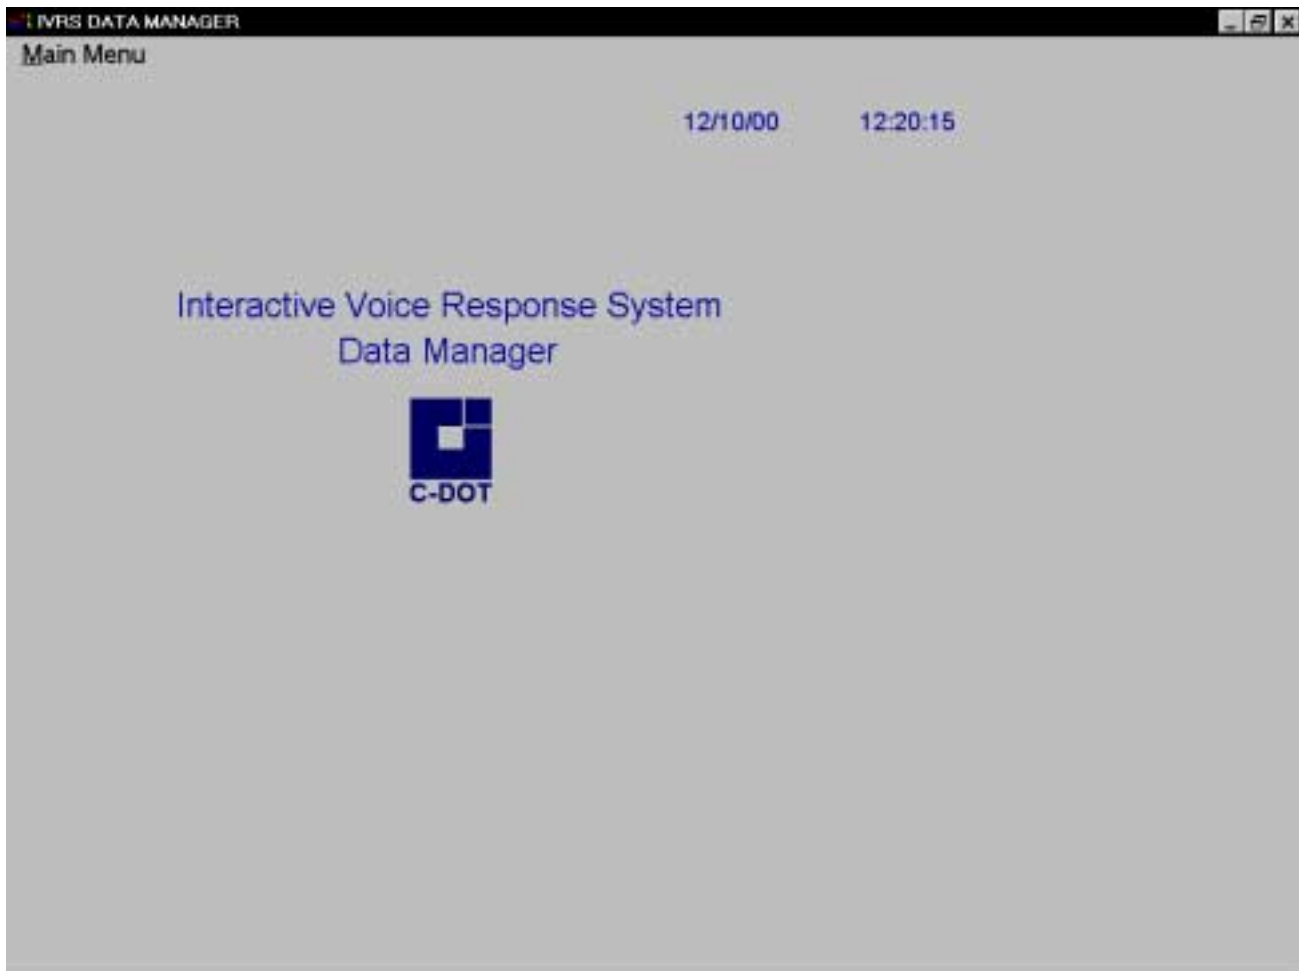 IVRS DATA MANAGER
Main Menu
12/10/00 12:20:15
Interactive Voice Response System
Data Manager
C-DOT